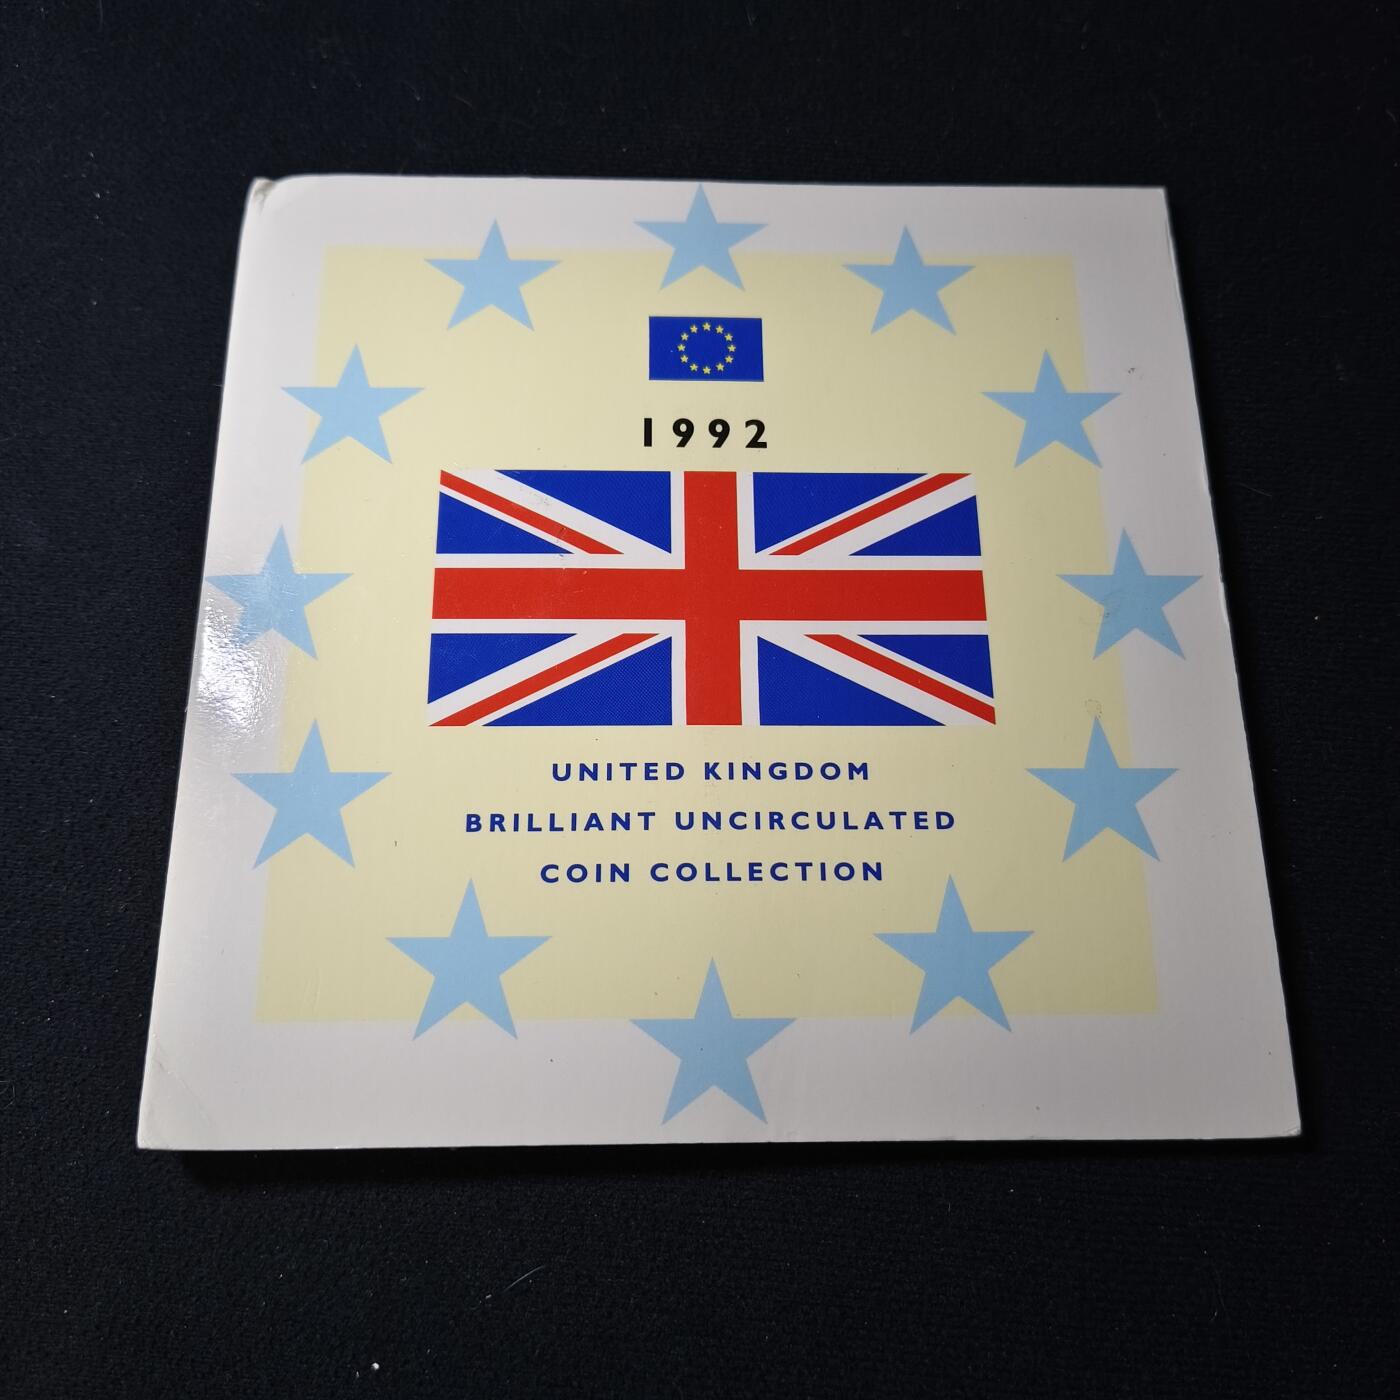 1992
UNITED KINGDOM
BRILLIANT UNCIRCULATED
COIN COLLECTION